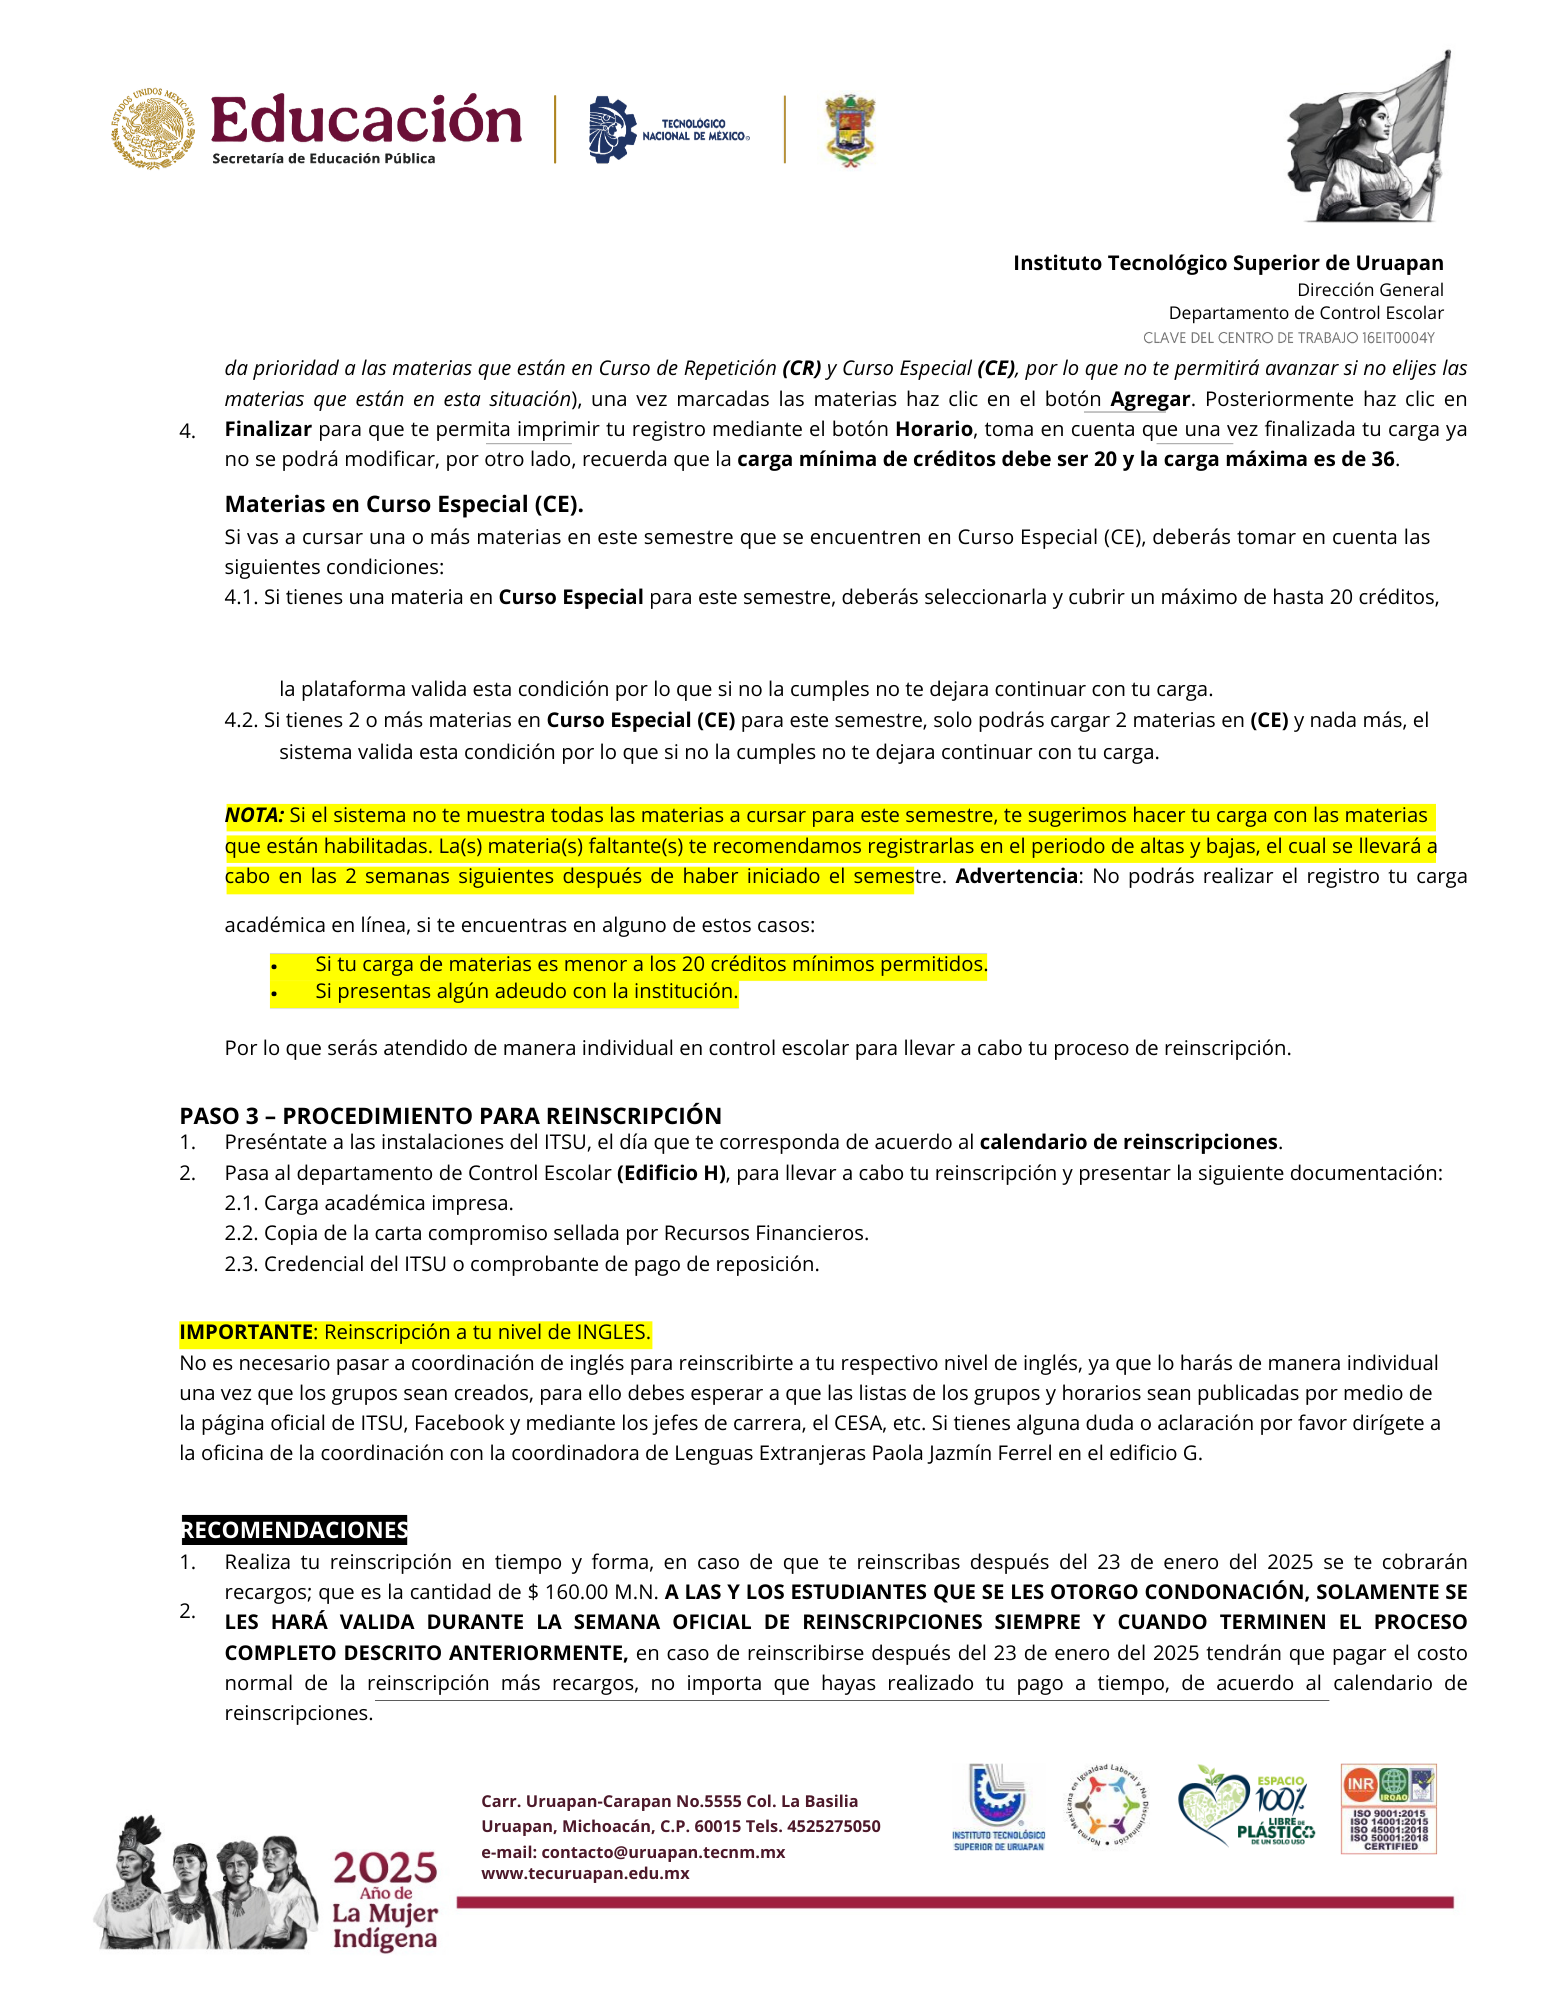 ESTADOS UNIDOS MEXICANOS
Educación
Secretaría de Educación Pública
TECNOLÓGICO
NACIONAL DE MÉXICO
Instituto Tecnológico Superior de Uruapan
Dirección General
Departamento de Control Escolar
CLAVE DEL CENTRO DE TRABAJO 16EIT0004Y
da prioridad a las materias que están en Curso de Repetición (CR) y Curso Especial (CE), por lo que no te permitirá avanzar si no elijes las
materias que están en esta situación), una vez marcadas las materias haz clic en el botón Agregar. Posteriormente haz clic en
4. Finalizar para que te permita imprimir tu registro mediante el botón Horario, toma en cuenta que una vez finalizada tu carga ya
no se podrá modificar, por otro lado, recuerda que la carga mínima de créditos debe ser 20 y la carga máxima es de 36.
Materias en Curso Especial (CE).
Si vas a cursar una o más materias en este semestre que se encuentren en Curso Especial (CE), deberás tomar en cuenta las
siguientes condiciones:
4.1. Si tienes una materia en Curso Especial para este semestre, deberás seleccionarla y cubrir un máximo de hasta 20 créditos,
la plataforma valida esta condición por lo que si no la cumples no te dejara continuar con tu carga.
4.2. Si tienes 2 o más materias en Curso Especial (CE) para este semestre, solo podrás cargar 2 materias en (CE) y nada más, el
sistema valida esta condición por lo que si no la cumples no te dejara continuar con tu carga.
NOTA: Si el sistema no te muestra todas las materias a cursar para este semestre, te sugerimos hacer tu carga con las materias
que están habilitadas. La(s) materia(s) faltante(s) te recomendamos registrarlas en el periodo de altas y bajas, el cual se llevará a
cabo en las 2 semanas siguientes después de haber iniciado el semestre. Advertencia: No podrás realizar el registro tu carga
académica en línea, si te encuentras en alguno de estos casos:
• Si tu carga de materias es menor a los 20 créditos mínimos permitidos.
• Si presentas algún adeudo con la institución.
Por lo que serás atendido de manera individual en control escolar para llevar a cabo tu proceso de reinscripción.
PASO 3 – PROCEDIMIENTO PARA REINSCRIPCIÓN
1. Preséntate a las instalaciones del ITSU, el día que te corresponda de acuerdo al calendario de reinscripciones.
2. Pasa al departamento de Control Escolar (Edificio H), para llevar a cabo tu reinscripción y presentar la siguiente documentación:
2.1. Carga académica impresa.
2.2. Copia de la carta compromiso sellada por Recursos Financieros.
2.3. Credencial del ITSU o comprobante de pago de reposición.
IMPORTANTE: Reinscripción a tu nivel de INGLES.
No es necesario pasar a coordinación de inglés para reinscribirte a tu respectivo nivel de inglés, ya que lo harás de manera individual
una vez que los grupos sean creados, para ello debes esperar a que las listas de los grupos y horarios sean publicadas por medio de
la página oficial de ITSU, Facebook y mediante los jefes de carrera, el CESA, etc. Si tienes alguna duda o aclaración por favor dirígete a
la oficina de la coordinación con la coordinadora de Lenguas Extranjeras Paola Jazmín Ferrel en el edificio G.
RECOMENDACIONES
1. Realiza tu reinscripción en tiempo y forma, en caso de que te reinscribas después del 23 de enero del 2025 se te cobrarán
recargos; que es la cantidad de $ 160.00 M.N. A LAS Y LOS ESTUDIANTES QUE SE LES OTORGO CONDONACIÓN, SOLAMENTE SE
2. LES HARÁ VALIDA DURANTE LA SEMANA OFICIAL DE REINSCRIPCIONES SIEMPRE Y CUANDO TERMINEN EL PROCESO
COMPLETO DESCRITO ANTERIORMENTE, en caso de reinscribirse después del 23 de enero del 2025 tendrán que pagar el costo
normal de la reinscripción más recargos, no importa que hayas realizado tu pago a tiempo, de acuerdo al calendario de
reinscripciones.
2025
Año de
La Mujer
Indígena
Carr. Uruapan-Carapan No.5555 Col. La Basilia
Uruapan, Michoacán, C.P. 60015 Tels. 4525275050
e-mail: contacto@uruapan.tecnm.mx
www.tecuruapan.edu.mx
INSTITUTO TECNOLÓGICO
SUPERIOR DE URUAPAN
Norma Mexicana en Igualdad Laboral y No Discriminación
ESPACIO
100%
LIBRE DE
PLÁSTICO
DE UN SOLO USO
INR
IRQAO
ISO 9001:2015
ISO 14001:2015
ISO 45001:2018
ISO 50001:2018
CERTIFIED